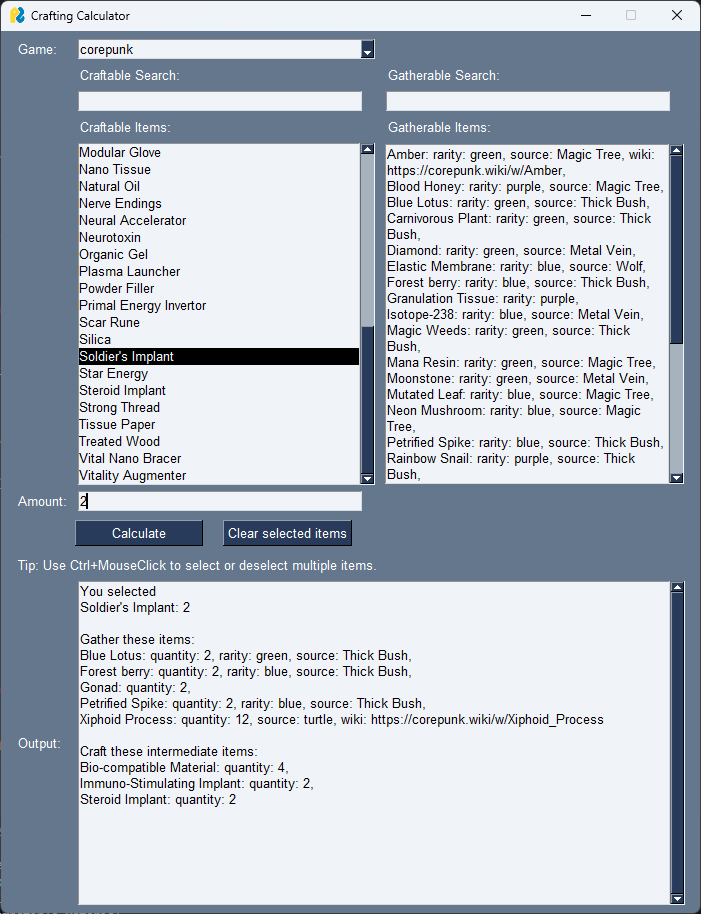 Crafting Calculator
Game:
corepunk
Craftable Search:
Gatherable Search:
Craftable Items:
Gatherable Items:
Modular Glove
Nano Tissue
Natural Oil
Nerve Endings
Neural Accelerator
Neurotoxin
Organic Gel
Plasma Launcher
Powder Filler
Primal Energy Invertor
Scar Rune
Silica
Soldier's Implant
Star Energy
Steroid Implant
Strong Thread
Tissue Paper
Treated Wood
Vital Nano Bracer
Vitality Augmenter
Amber: rarity: green, source: Magic Tree, wiki:
https://corepunk.wiki/w/Amber,
Blood Honey: rarity: purple, source: Magic Tree,
Blue Lotus: rarity: green, source: Thick Bush,
Carnivorous Plant: rarity: green, source: Thick
Bush,
Diamond: rarity: green, source: Metal Vein,
Elastic Membrane: rarity: blue, source: Wolf,
Forest berry: rarity: blue, source: Thick Bush,
Granulation Tissue: rarity: purple,
Isotope-238: rarity: blue, source: Metal Vein,
Magic Weeds: rarity: green, source: Thick
Bush,
Mana Resin: rarity: green, source: Magic Tree,
Moonstone: rarity: green, source: Metal Vein,
Mutated Leaf: rarity: blue, source: Magic Tree,
Neon Mushroom: rarity: blue, source: Magic
Tree,
Petrified Spike: rarity: blue, source: Thick Bush,
Rainbow Snail: rarity: purple, source: Thick
Bush,
Amount:
2
Calculate
Clear selected items
Tip: Use Ctrl+MouseClick to select or deselect multiple items.
Output:
You selected
Soldier's Implant: 2
Gather these items:
Blue Lotus: quantity: 2, rarity: green, source: Thick Bush,
Forest berry: quantity: 2, rarity: blue, source: Thick Bush,
Gonad: quantity: 2,
Petrified Spike: quantity: 2, rarity: blue, source: Thick Bush,
Xiphoid Process: quantity: 12, source: turtle, wiki: https://corepunk.wiki/w/Xiphoid_Process
Craft these intermediate items:
Bio-compatible Material: quantity: 4,
Immuno-Stimulating Implant: quantity: 2,
Steroid Implant: quantity: 2